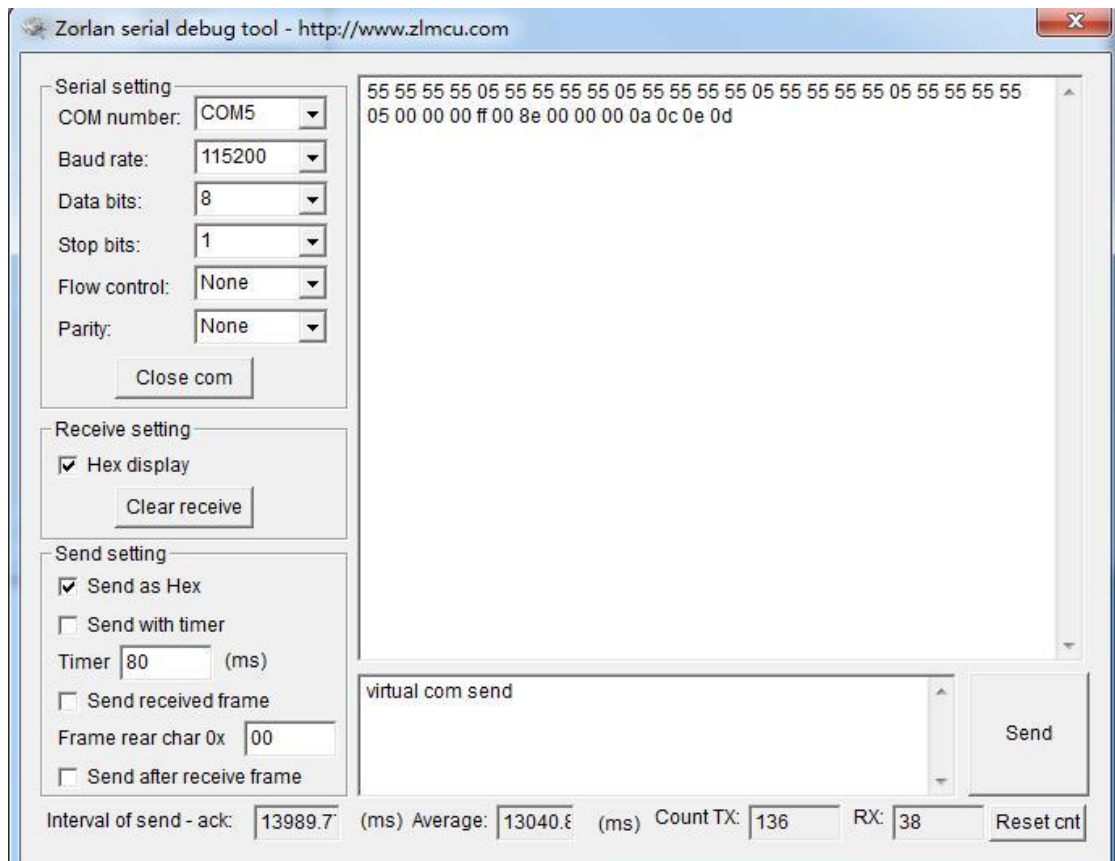 Zorlan serial debug tool - http://www.zlmcu.com
x
Serial setting
COM number: COM5
Baud rate: 115200
Data bits: 8
Stop bits: 1
Flow control: None
Parity: None
Close com
Receive setting
Hex display
Clear receive
Send setting
Send as Hex
Send with timer
Timer 80 (ms)
Send received frame
Frame rear char 0x 00
Send after receive frame
55 55 55 55 05 55 55 55 55 05 55 55 55 55 05 55 55 55 55 05 55 55 55 55
05 00 00 00 ff 00 8e 00 00 00 0a 0c 0e 0d
virtual com send
Send
Interval of send - ack: 13989.7 (ms) Average: 13040.8 (ms) Count TX: 136 RX: 38 Reset cnt